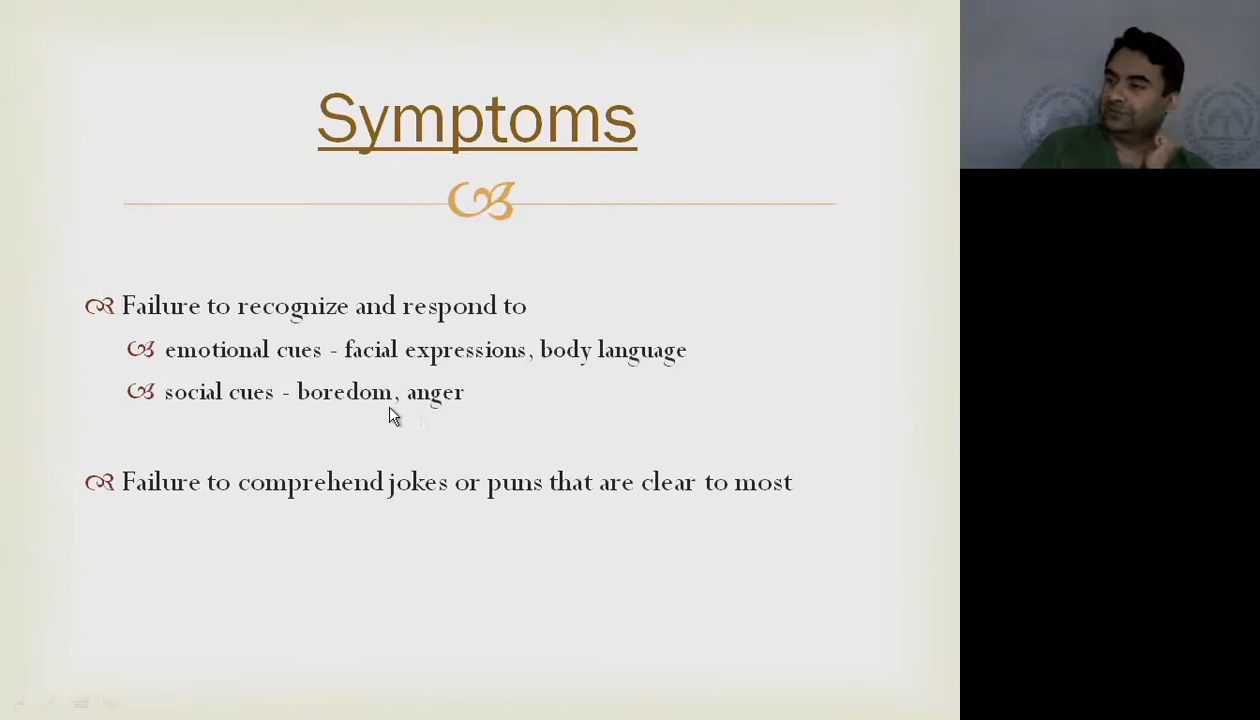 Symptoms
Failure to recognize and respond to
emotional cues - facial expressions, body language
social cues - boredom, anger
Failure to comprehend jokes or puns that are clear to most